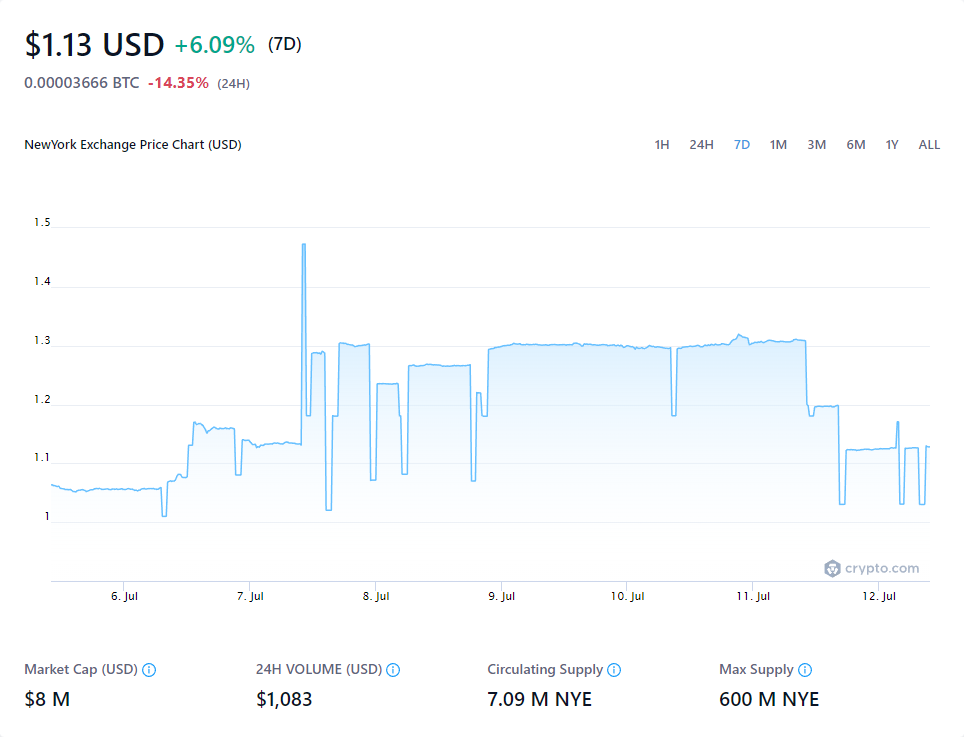 $1.13 USD +6.09% (7D)
0.00003666 BTC -14.35% (24H)
NewYork Exchange Price Chart (USD) 1H 24H 7D 1M 3M 6M 1Y ALL
1.5
1.4
1.3
1.2
1.1
1
crypto.com
6. Jul 7. Jul 8. Jul 9. Jul 10. Jul 11. Jul 12. Jul
Market Cap (USD) 24H VOLUME (USD) Circulating Supply Max Supply
$8 M $1,083 7.09 M NYE 600 M NYE